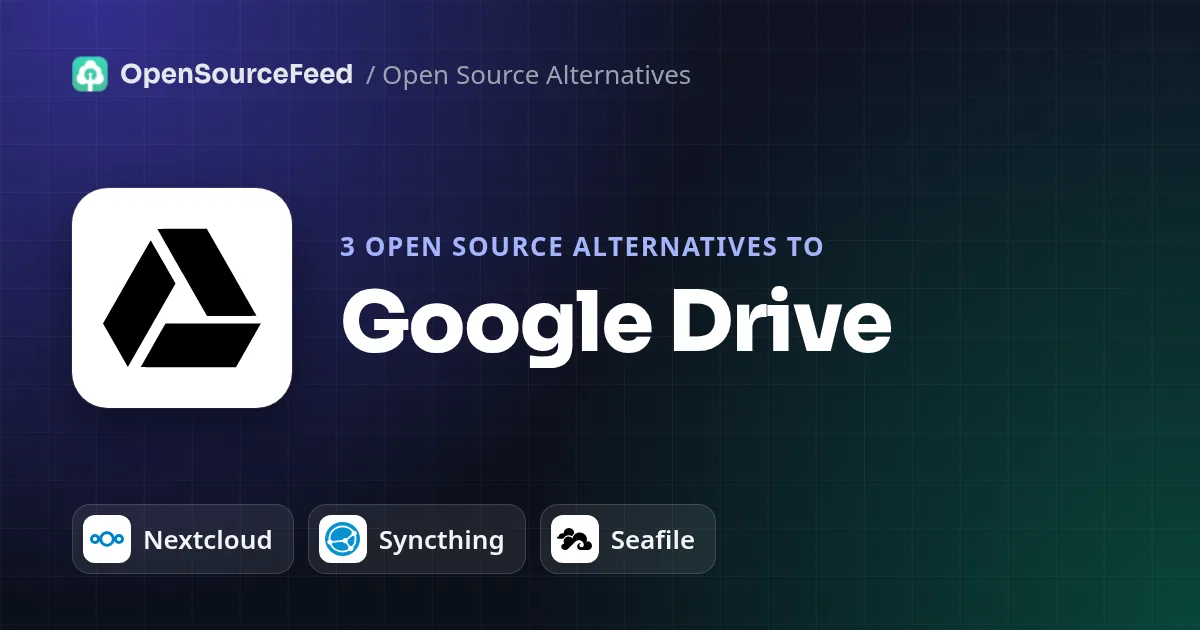 OpenSourceFeed / Open Source Alternatives
3 OPEN SOURCE ALTERNATIVES TO
Google Drive
Nextcloud Syncthing Seafile